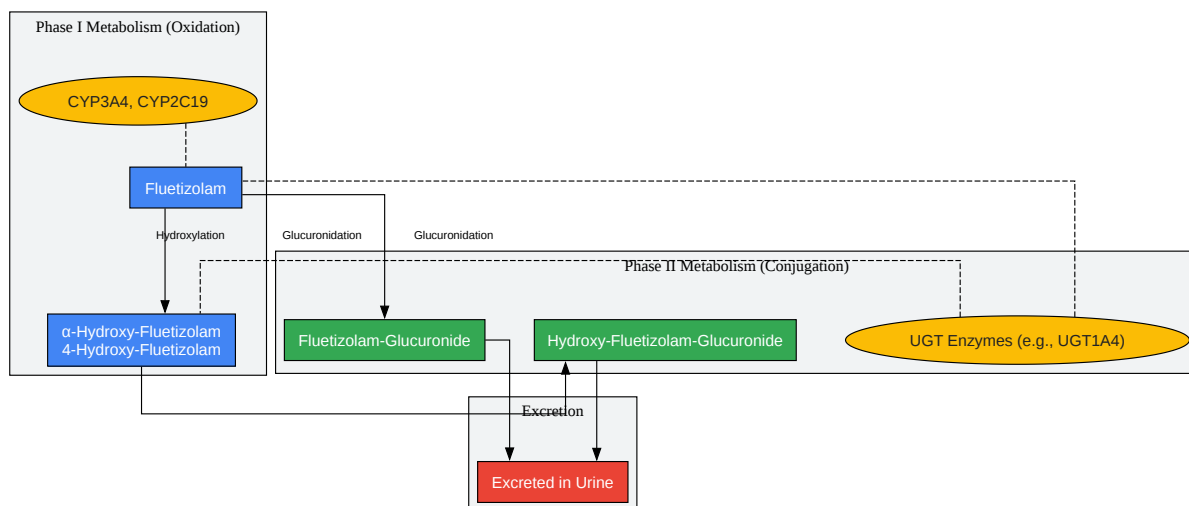 Phase I Metabolism (Oxidation)
CYP3A4, CYP2C19
Fluetizolam
Hydroxylation
Glucuronidation
Glucuronidation
Phase II Metabolism (Conjugation)
α-Hydroxy-Fluetizolam
4-Hydroxy-Fluetizolam
Fluetizolam-Glucuronide
Hydroxy-Fluetizolam-Glucuronide
UGT Enzymes (e.g., UGT1A4)
Excretion
Excreted in Urine